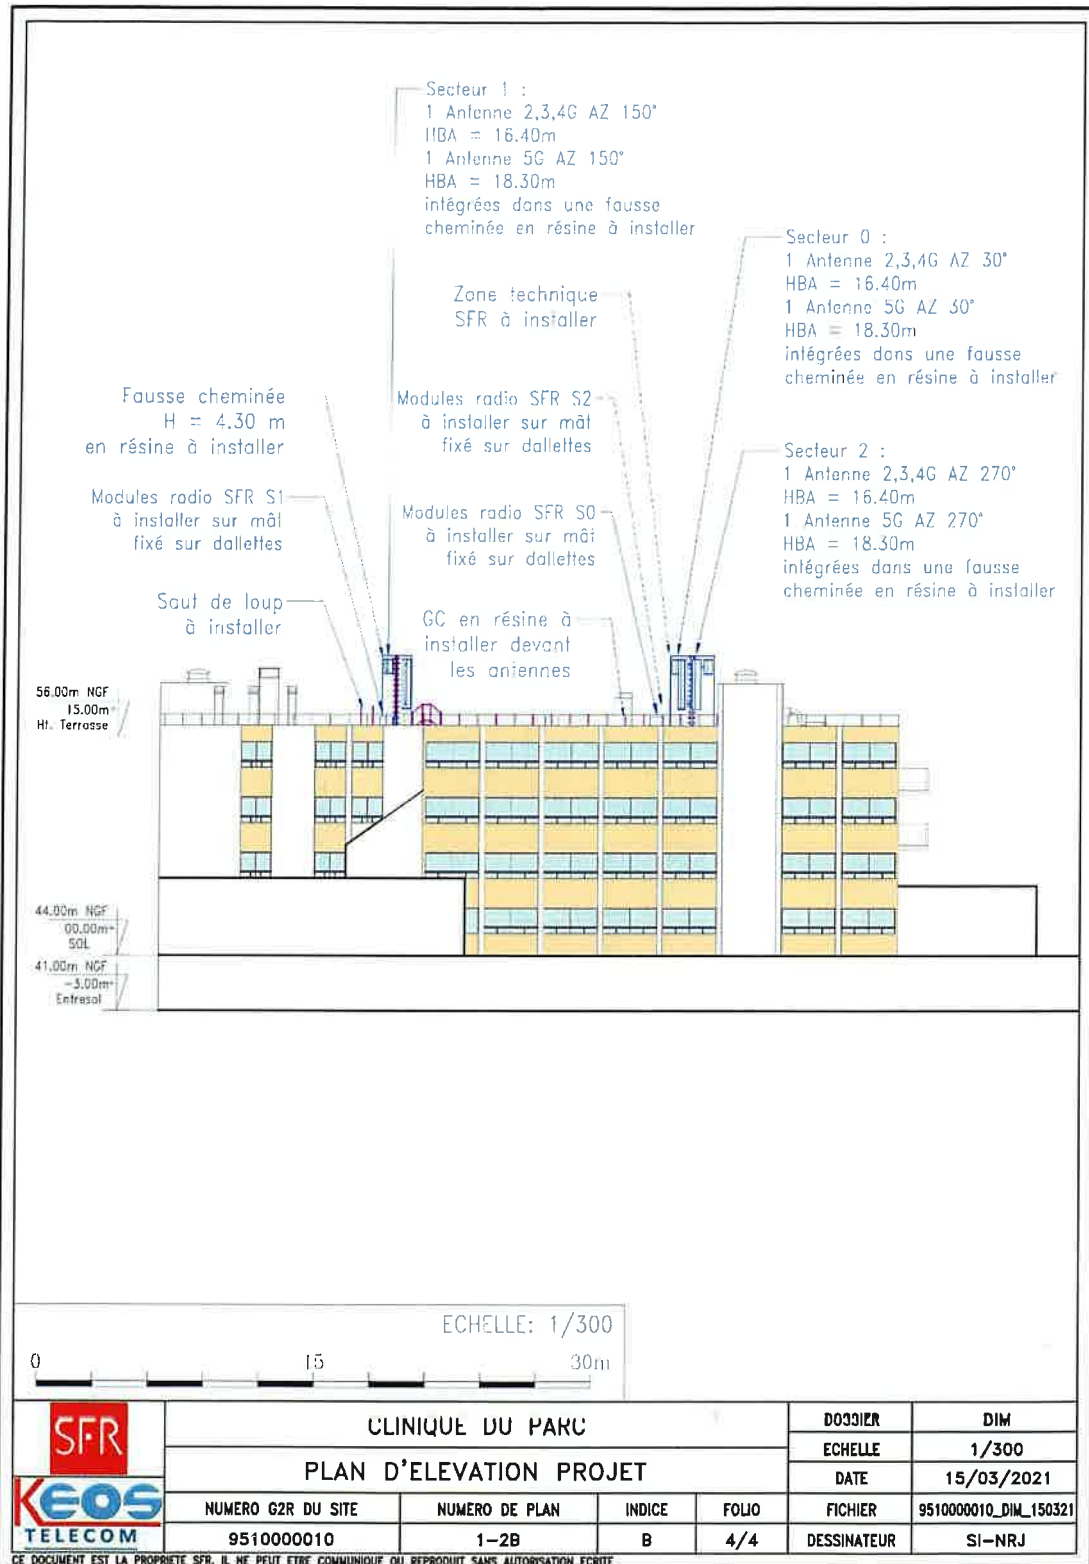 Secteur 1 :
1 Antenne 2,3,4G AZ 150°
HBA = 16.40m
1 Antenne 5G AZ 150°
HBA = 18.30m
intégrées dans une fausse
cheminée en résine à installer
Secteur 0 :
1 Antenne 2,3,4G AZ 30°
HBA = 16.40m
1 Antenne 5G AZ 30°
HBA = 18.30m
intégrées dans une fausse
cheminée en résine à installer
Zone technique
SFR à installer
Fausse cheminée
H = 4.30 m
en résine à installer
Modules radio SFR S2
à installer sur mât
fixé sur dallettes
Secteur 2 :
1 Antenne 2,3,4G AZ 270°
HBA = 16.40m
1 Antenne 5G AZ 270°
HBA = 18.30m
intégrées dans une fausse
cheminée en résine à installer
Modules radio SFR S1
à installer sur mât
fixé sur dallettes
Modules radio SFR S0
à installer sur mât
fixé sur dallettes
Saut de loup
à installer
GC en résine à
installer devant
les antennes
56.00m NGF
15.00m
Ht. Terrasse
44.00m NGF
00.00m
SOL
41.00m NGF
-3.00m
Entresol
ECHELLE: 1/300
0 15 30m
SFR
KEOS
TELECOM
CLINIQUE DU PARC
PLAN D'ELEVATION PROJET
DOSSIER DIM
ECHELLE 1/300
DATE 15/03/2021
NUMERO G2R DU SITE NUMERO DE PLAN INDICE FOLIO FICHIER 9510000010_DIM_150321
9510000010 1-2B B 4/4 DESSINATEUR SI-NRJ
CE DOCUMENT EST LA PROPRIETE SFR. IL NE PEUT ETRE COMMUNIQUE OU REPRODUIT SANS AUTORISATION ECRITE